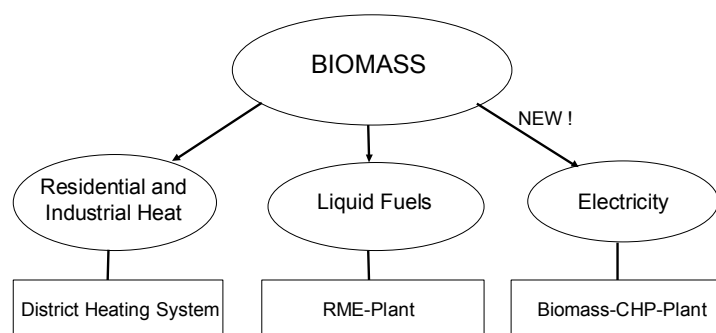 BIOMASS
NEW !
Residential and
Industrial Heat
Liquid Fuels
Electricity
District Heating System
RME-Plant
Biomass-CHP-Plant